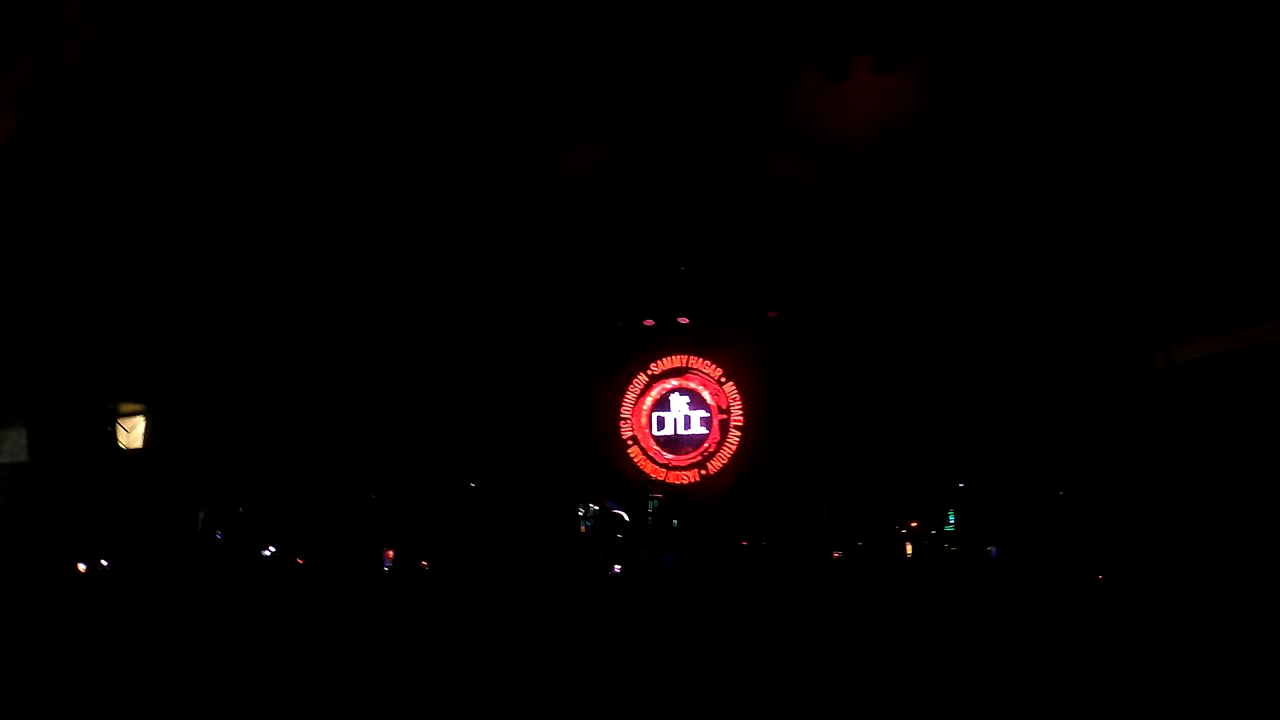 •SAMMY HAGAR•
MICHAEL ANTHONY•
JASON BONHAM•
VIC JOHNSON
the
CIRCLE